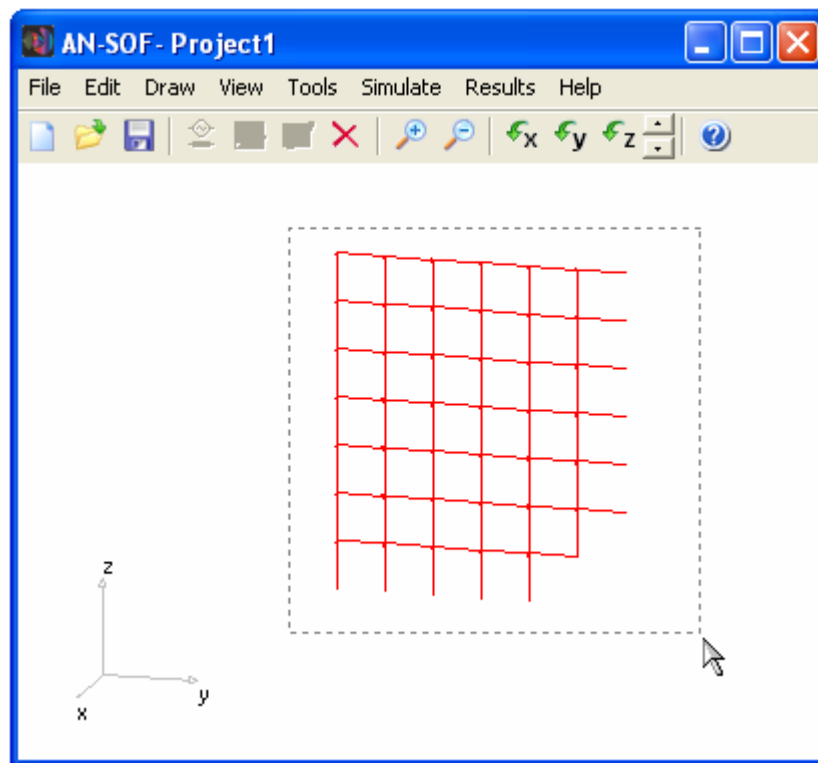 AN-SOF- Project1
File Edit Draw View Tools Simulate Results Help
x y z ?
z
y
x